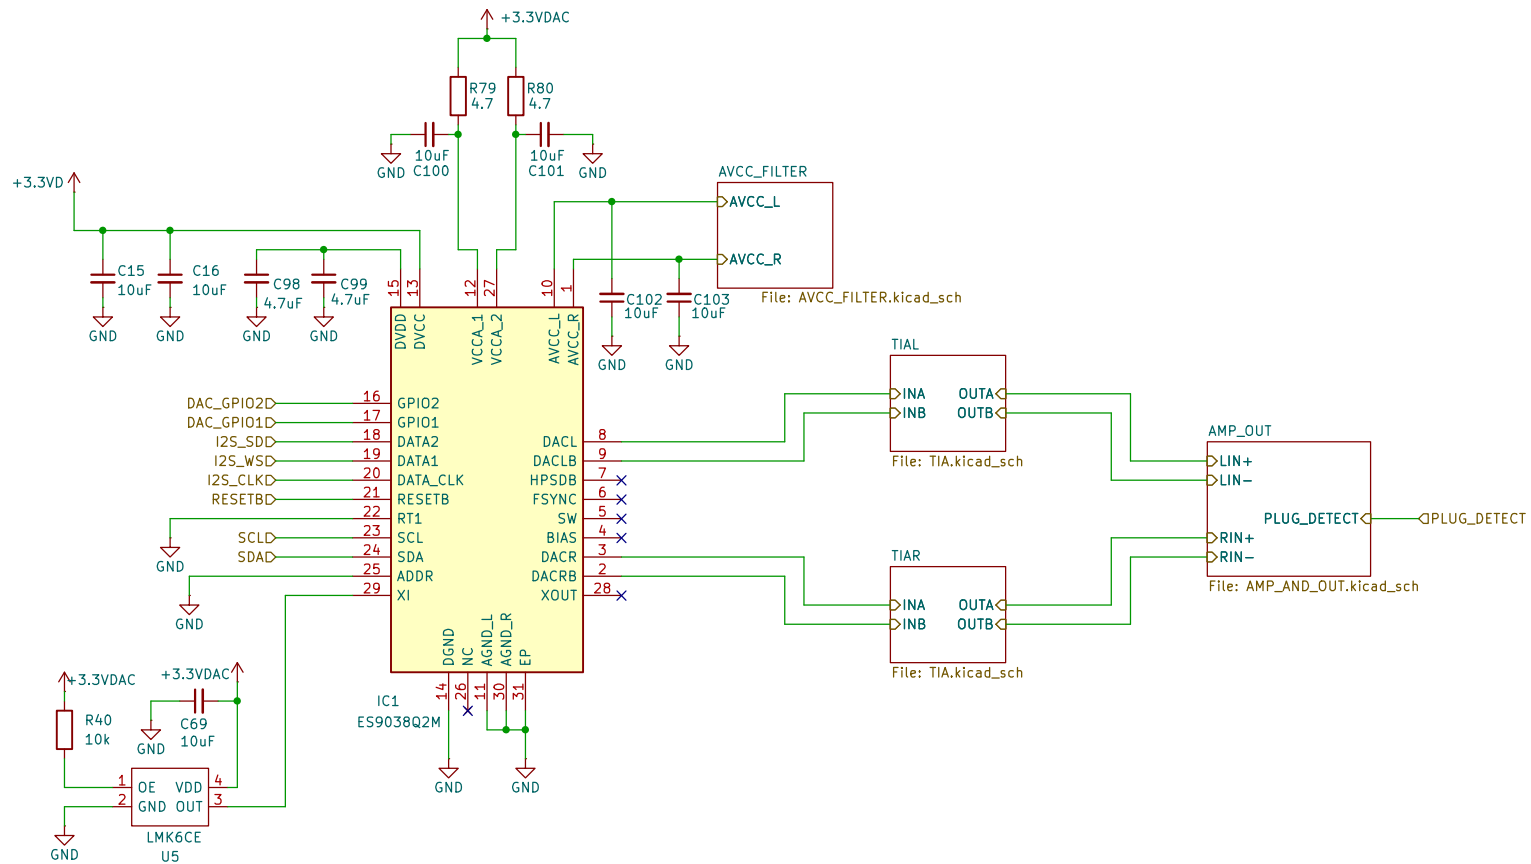 +3.3VDAC
R79
4.7
R80
4.7
10uF
C100
GND
10uF
C101
GND
+3.3VD
AVCC_FILTER
AVCC_L
AVCC_R
File: AVCC_FILTER.kicad_sch
C15
10uF
GND
C16
10uF
GND
C98
4.7uF
GND
C99
4.7uF
GND
C102
10uF
GND
C103
10uF
GND
15
13
12
27
10
1
DVDD
DVCC
VCCA_1
VCCA_2
AVCC_L
AVCC_R
DAC_GPIO2 16 GPIO2
DAC_GPIO1 17 GPIO1
I2S_SD 18 DATA2
I2S_WS 19 DATA1
I2S_CLK 20 DATA_CLK
RESETB 21 RESETB
22 RT1
SCL 23 SCL
SDA 24 SDA
25 ADDR
29 XI
GND
GND
DACL 8
DACLB 9
HPSDB 7
FSYNC 6
SW 5
BIAS 4
DACR 3
DACRB 2
XOUT 28
DGND
NC
AGND_L
AGND_R
EP
14
26
11
30
31
IC1
ES9038Q2M
GND
GND
TIAL
INA OUTA
INB OUTB
File: TIA.kicad_sch
TIAR
INA OUTA
INB OUTB
File: TIA.kicad_sch
AMP_OUT
LIN+
LIN-
PLUG_DETECT
RIN+
RIN-
File: AMP_AND_OUT.kicad_sch
PLUG_DETECT
+3.3VDAC
+3.3VDAC
R40
10k
C69
10uF
GND
1 OE VDD 4
2 GND OUT 3
LMK6CE
U5
GND